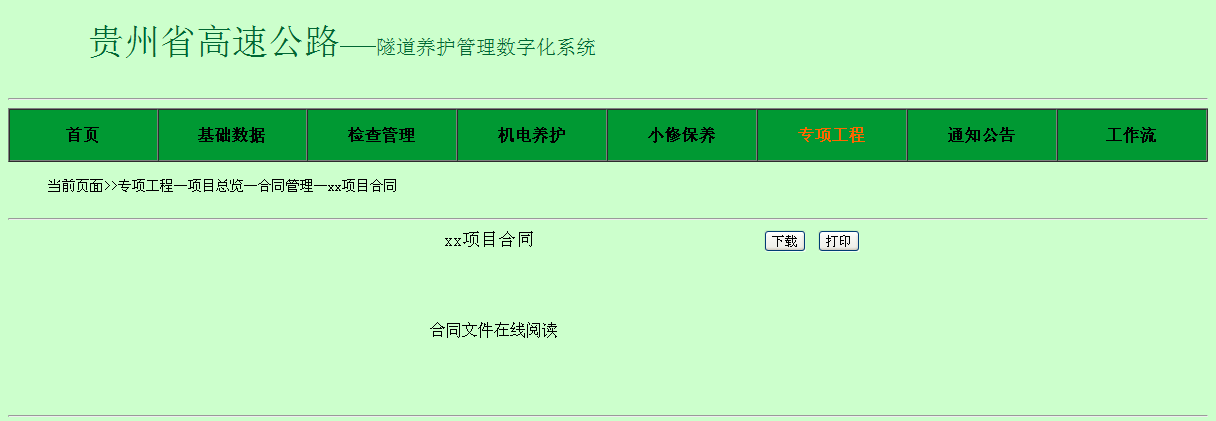 贵州省高速公路——隧道养护管理数字化系统
首页 基础数据 检查管理 机电养护 小修保养 专项工程 通知公告 工作流
当前页面>>专项工程—项目总览—合同管理—xx项目合同
xx项目合同 下载 打印
合同文件在线阅读